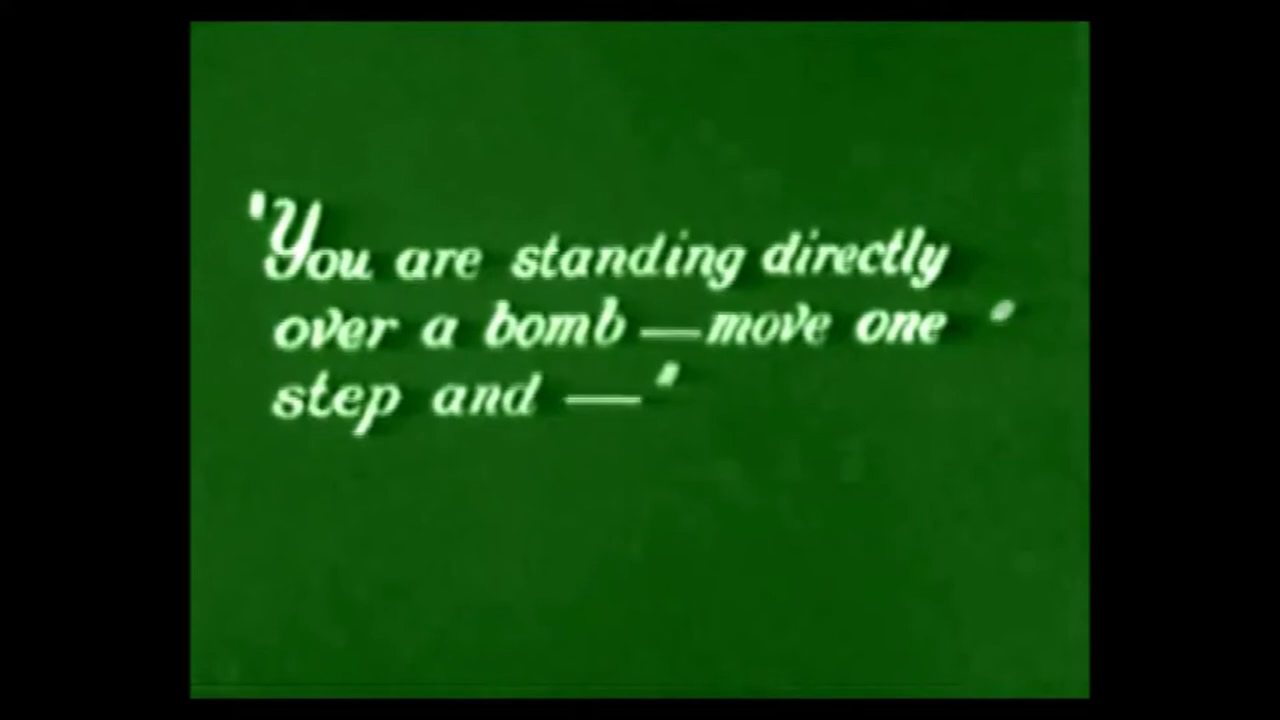 'You are standing directly
over a bomb — move one
step and — '